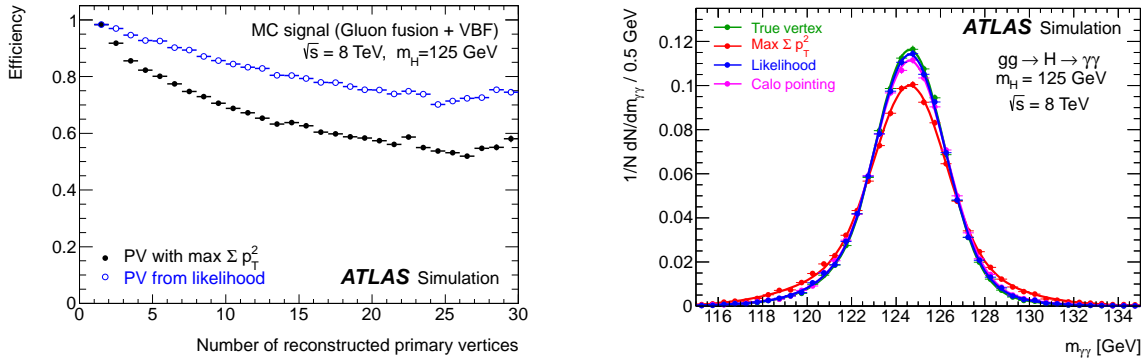 Efficiency
1
0.8
0.6
0.4
0.2
0
MC signal (Gluon fusion + VBF)
√s = 8 TeV, m_H=125 GeV
PV with max Σ p_T^2
PV from likelihood
ATLAS Simulation
0 5 10 15 20 25 30
Number of reconstructed primary vertices
1/N dN/dm_γγ / 0.5 GeV
0.12
0.1
0.08
0.06
0.04
0.02
0
True vertex
Max Σ p_T^2
Likelihood
Calo pointing
ATLAS Simulation
gg → H → γγ
m_H = 125 GeV
√s = 8 TeV
116 118 120 122 124 126 128 130 132 134
m_γγ [GeV]